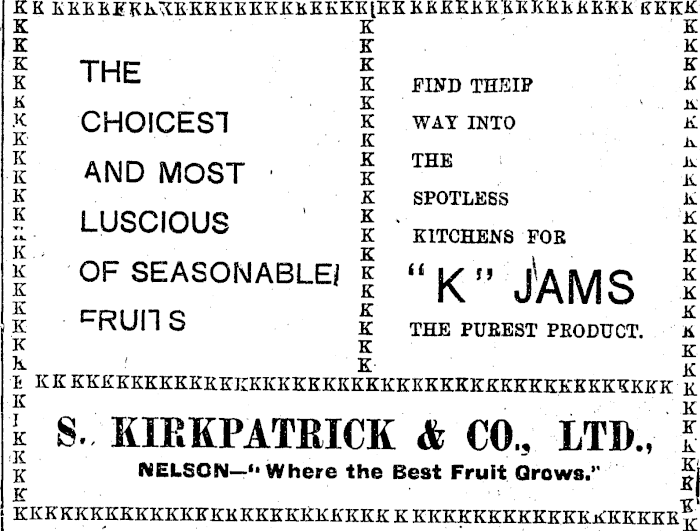 THE
CHOICEST
AND MOST
LUSCIOUS
OF SEASONABLE
FRUITS
FIND THEIR
WAY INTO
THE
SPOTLESS
KITCHENS FOR
"K" JAMS
THE PUREST PRODUCT.
S. KIRKPATRICK & CO., LTD.,
NELSON—"Where the Best Fruit Grows."